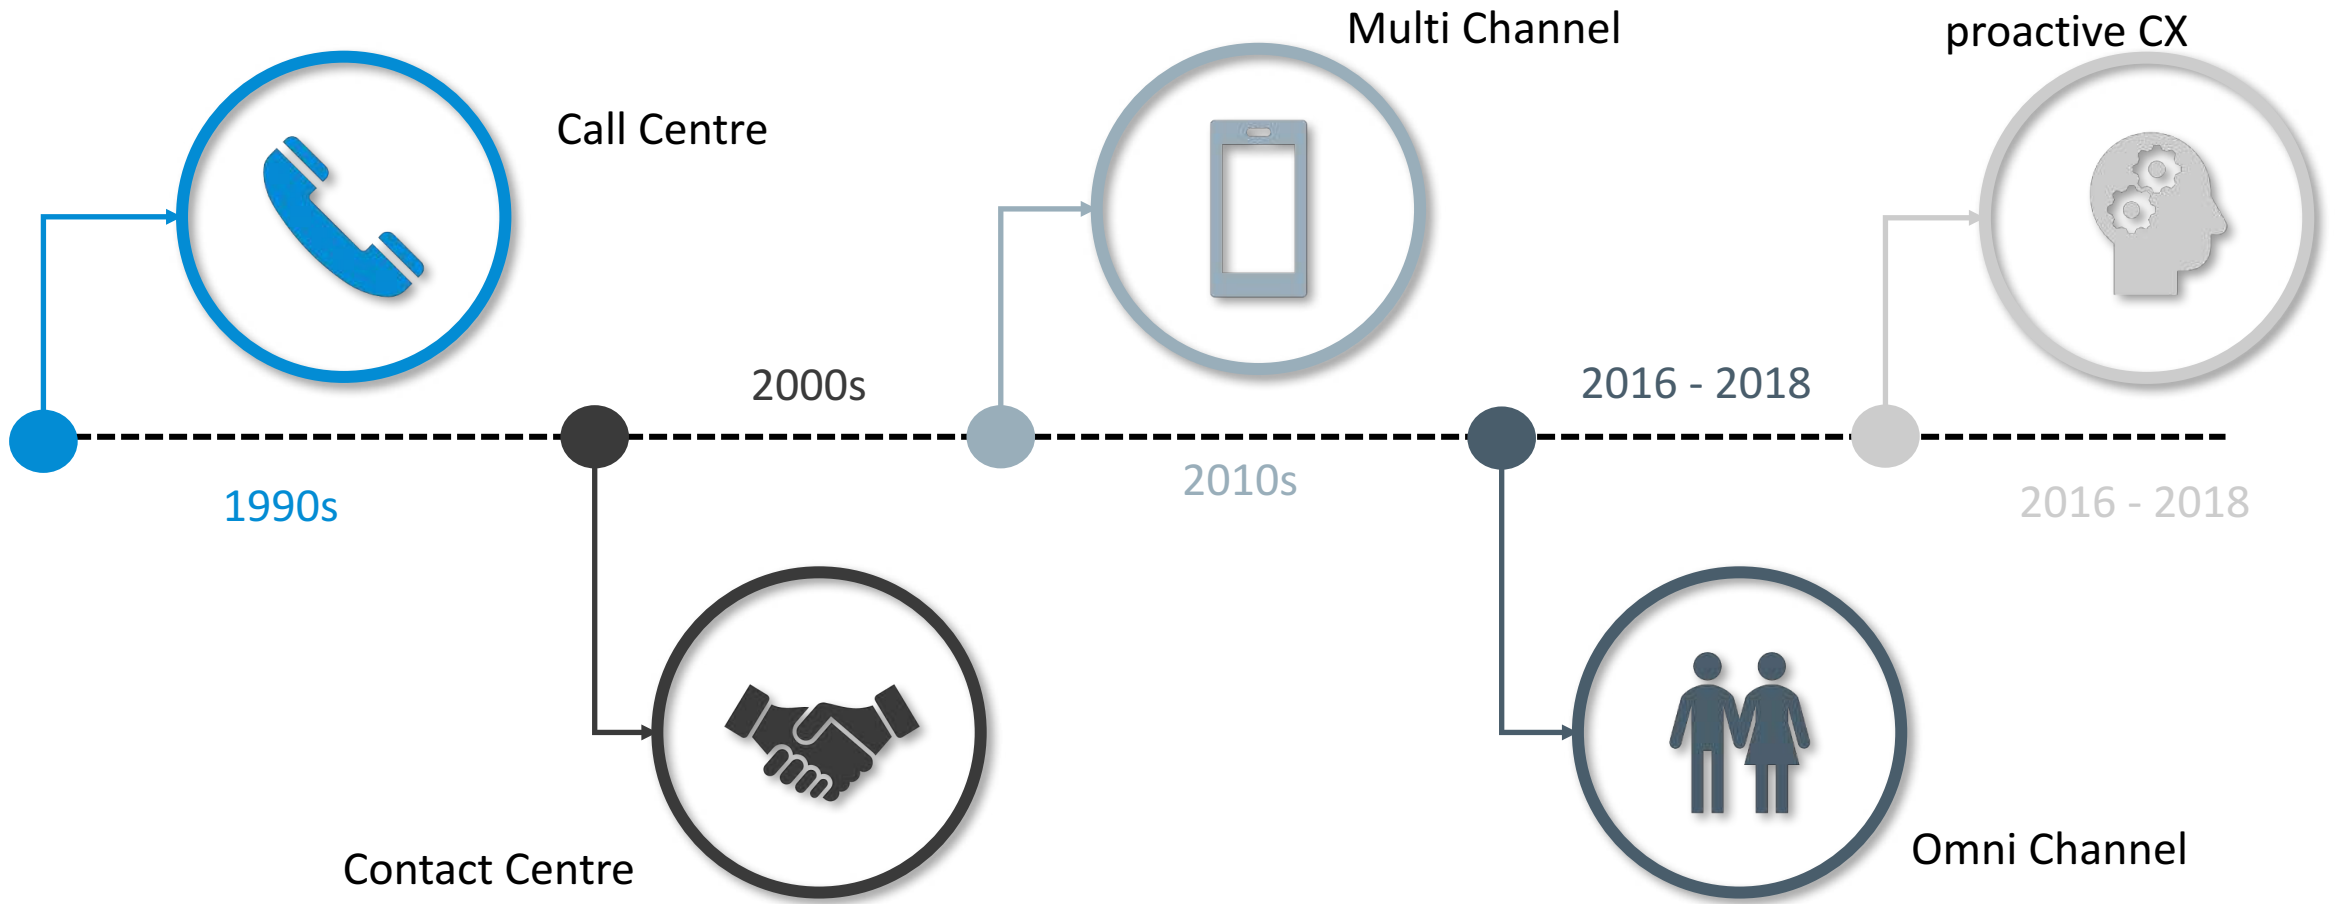 Multi Channel
proactive CX
Call Centre
2000s
2016 - 2018
1990s
2010s
2016 - 2018
Contact Centre
Omni Channel